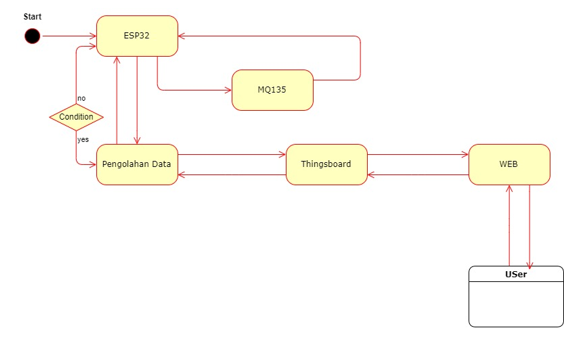 Start
ESP32
MQ135
no
Condition
yes
Pengolahan Data
Thingsboard
WEB
USer